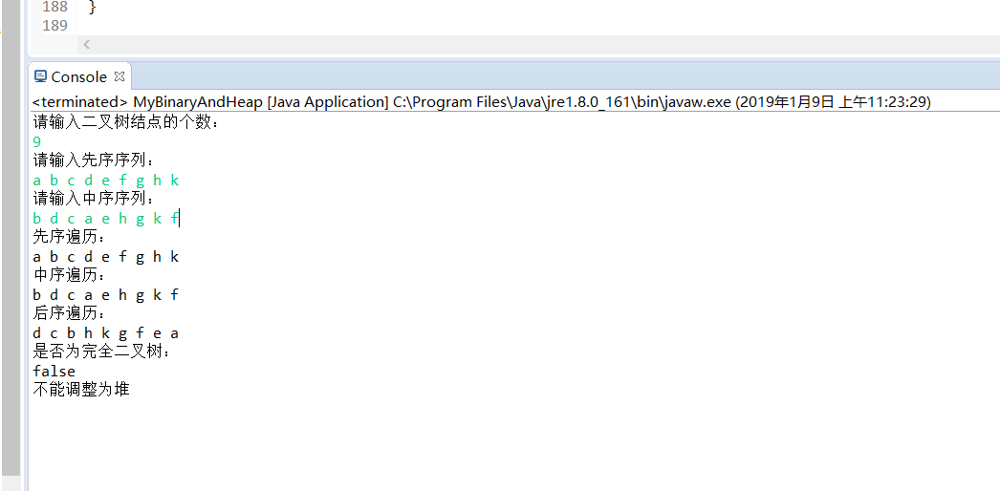 188 }
189
Console
<terminated> MyBinaryAndHeap [Java Application] C:\Program Files\Java\jre1.8.0_161\bin\javaw.exe (2019年1月9日 上午11:23:29)
请输入二叉树结点的个数：
9
请输入先序序列：
a b c d e f g h k
请输入中序序列：
b d c a e h g k f
先序遍历：
a b c d e f g h k
中序遍历：
b d c a e h g k f
后序遍历：
d c b h k g f e a
是否为完全二叉树：
false
不能调整为堆